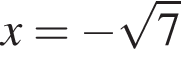 x = −√7